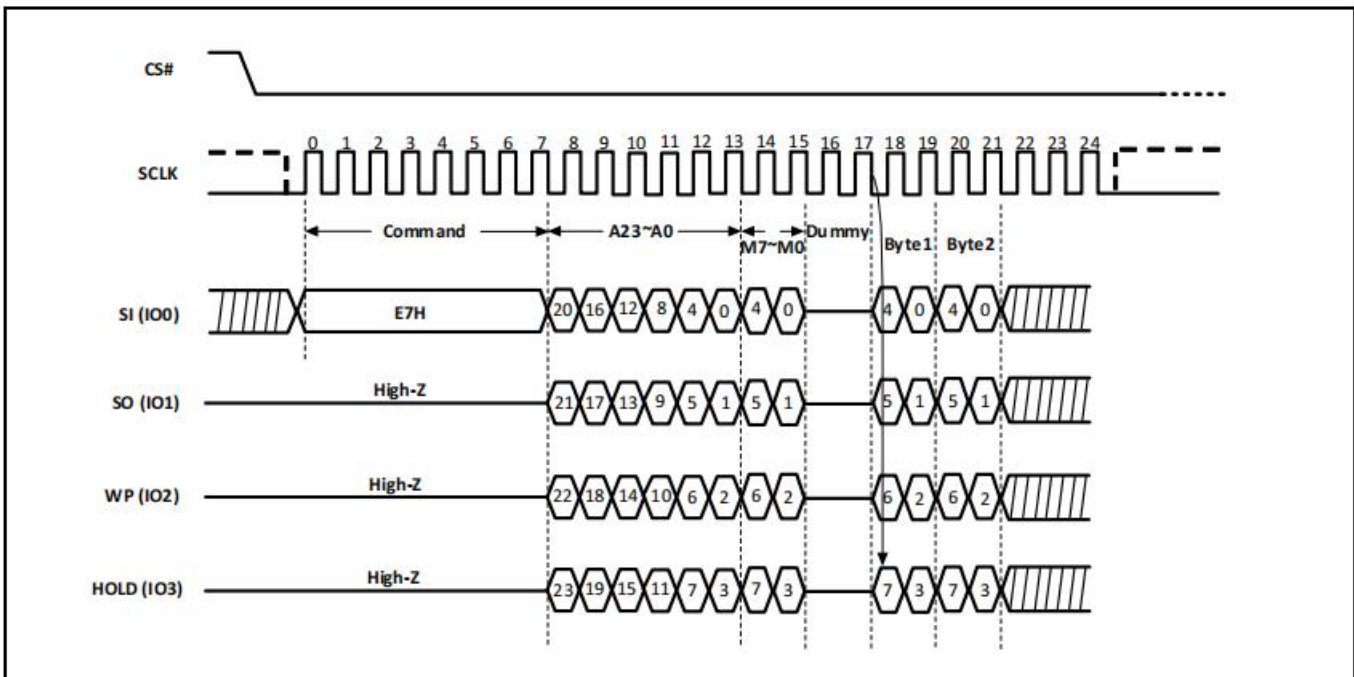 CS#
0 1 2 3 4 5 6 7 8 9 10 11 12 13 14 15 16 17 18 19 20 21 22 23 24
SCLK
Command A23~A0 M7~M0 Dummy Byte1 Byte2
SI (IO0) E7H 20 16 12 8 4 0 4 0 4 0 4 0
SO (IO1) High-Z 21 17 13 9 5 1 5 1 5 1 5 1
WP (IO2) High-Z 22 18 14 10 6 2 6 2 6 2 6 2
HOLD (IO3) High-Z 23 19 15 11 7 3 7 3 7 3 7 3